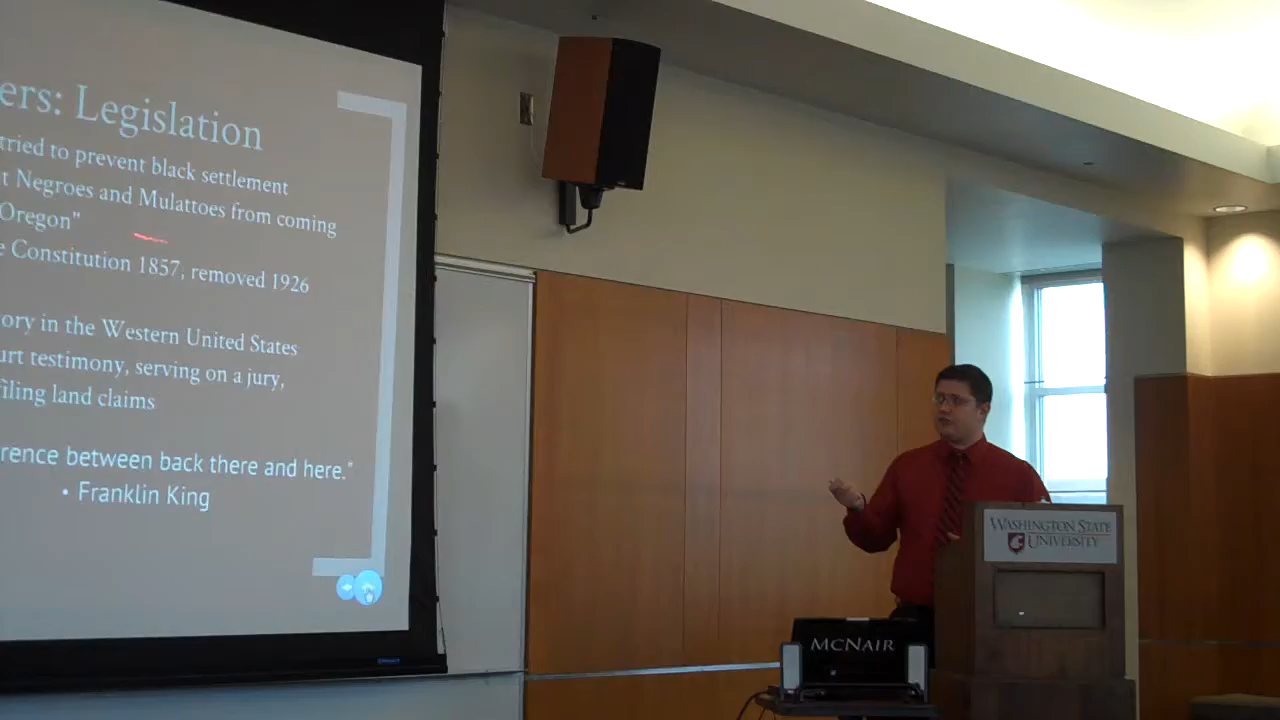 ers: Legislation
tried to prevent black settlement
t Negroes and Mulattoes from coming
Oregon"
e Constitution 1857, removed 1926
ory in the Western United States
urt testimony, serving on a jury,
filing land claims
rence between back there and here."
• Franklin King
WASHINGTON STATE
UNIVERSITY
MCNAIR